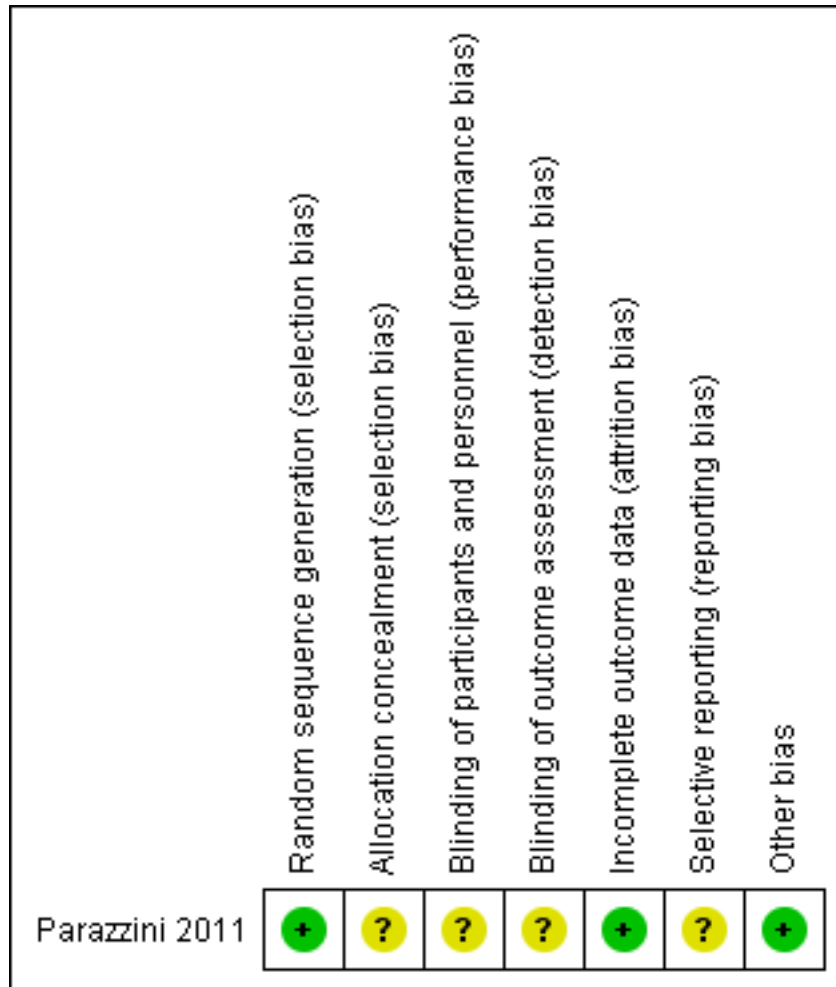 Random sequence generation (selection bias)
Allocation concealment (selection bias)
Blinding of participants and personnel (performance bias)
Blinding of outcome assessment (detection bias)
Incomplete outcome data (attrition bias)
Selective reporting (reporting bias)
Other bias
Parazzini 2011 + ? ? ? + ? +